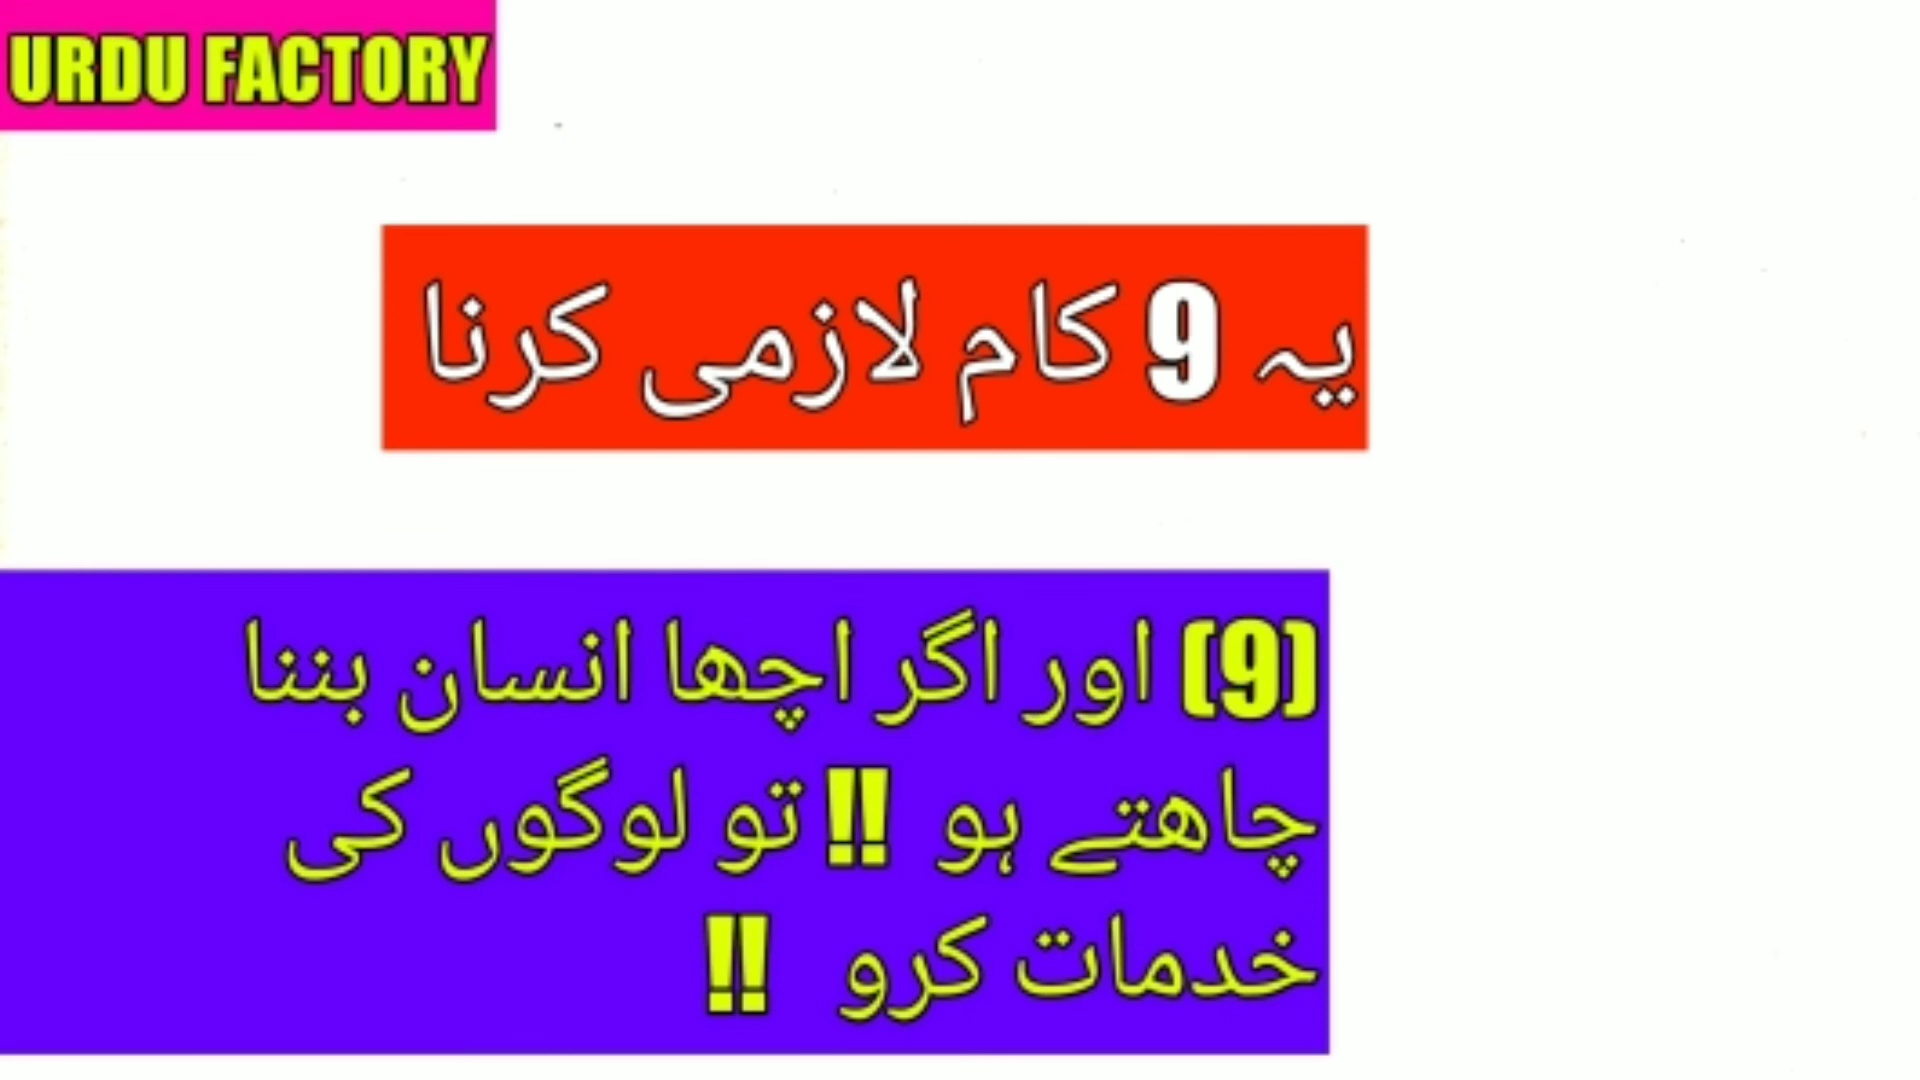 URDU FACTORY
یہ 9 کام لازمی کرنا
(9) اور اگر اچھا انسان بننا
چاھتے ہو !! تو لوگوں کی
خدمات کرو !!